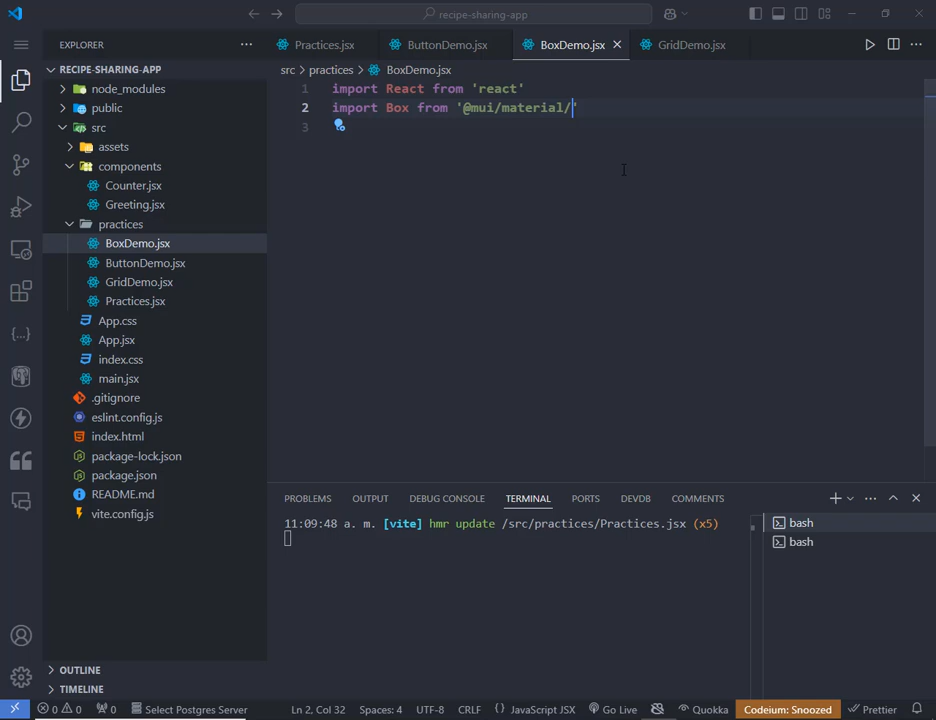 recipe-sharing-app
EXPLORER
Practices.jsx
ButtonDemo.jsx
BoxDemo.jsx
GridDemo.jsx
RECIPE-SHARING-APP
node_modules
public
src
assets
components
Counter.jsx
Greeting.jsx
practices
BoxDemo.jsx
ButtonDemo.jsx
GridDemo.jsx
Practices.jsx
App.css
App.jsx
index.css
main.jsx
.gitignore
eslint.config.js
index.html
package-lock.json
package.json
README.md
vite.config.js
OUTLINE
TIMELINE
src > practices > BoxDemo.jsx
1 import React from 'react'
2 import Box from '@mui/material/'
3
PROBLEMS OUTPUT DEBUG CONSOLE TERMINAL PORTS DEVDB COMMENTS
11:09:48 a. m. [vite] hmr update /src/practices/Practices.jsx (x5)
bash
bash
0 0 0 Select Postgres Server Ln 2, Col 32 Spaces: 4 UTF-8 CRLF {} JavaScript JSX Go Live Quokka Codeium: Snoozed Prettier